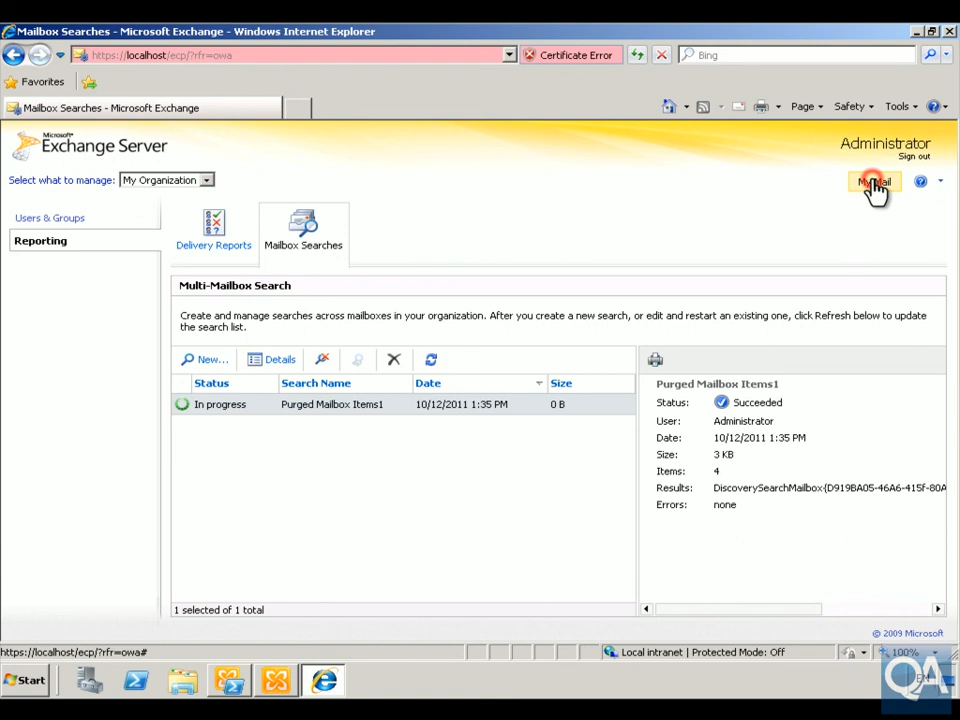 Mailbox Searches - Microsoft Exchange - Windows Internet Explorer
https://localhost/ecp/?rfr=owa
Certificate Error
Bing
Favorites
Mailbox Searches - Microsoft Exchange
Page
Safety
Tools
Microsoft
Exchange Server
Administrator
Sign out
Select what to manage: My Organization
Users & Groups
Reporting
Delivery Reports
Mailbox Searches
Multi-Mailbox Search
Create and manage searches across mailboxes in your organization. After you create a new search, or edit and restart an existing one, click Refresh below to update
the search list.
New...
Details
Status Search Name Date Size
In progress Purged Mailbox Items1 10/12/2011 1:35 PM 0 B
1 selected of 1 total
Purged Mailbox Items1
Status: Succeeded
User: Administrator
Date: 10/12/2011 1:35 PM
Size: 3 KB
Items: 4
Results: DiscoverySearchMailbox{D919BA05-46A6-415f-80A
Errors: none
© 2009 Microsoft
https://localhost/ecp/?rfr=owa#
Local intranet | Protected Mode: Off
100%
Start
QA